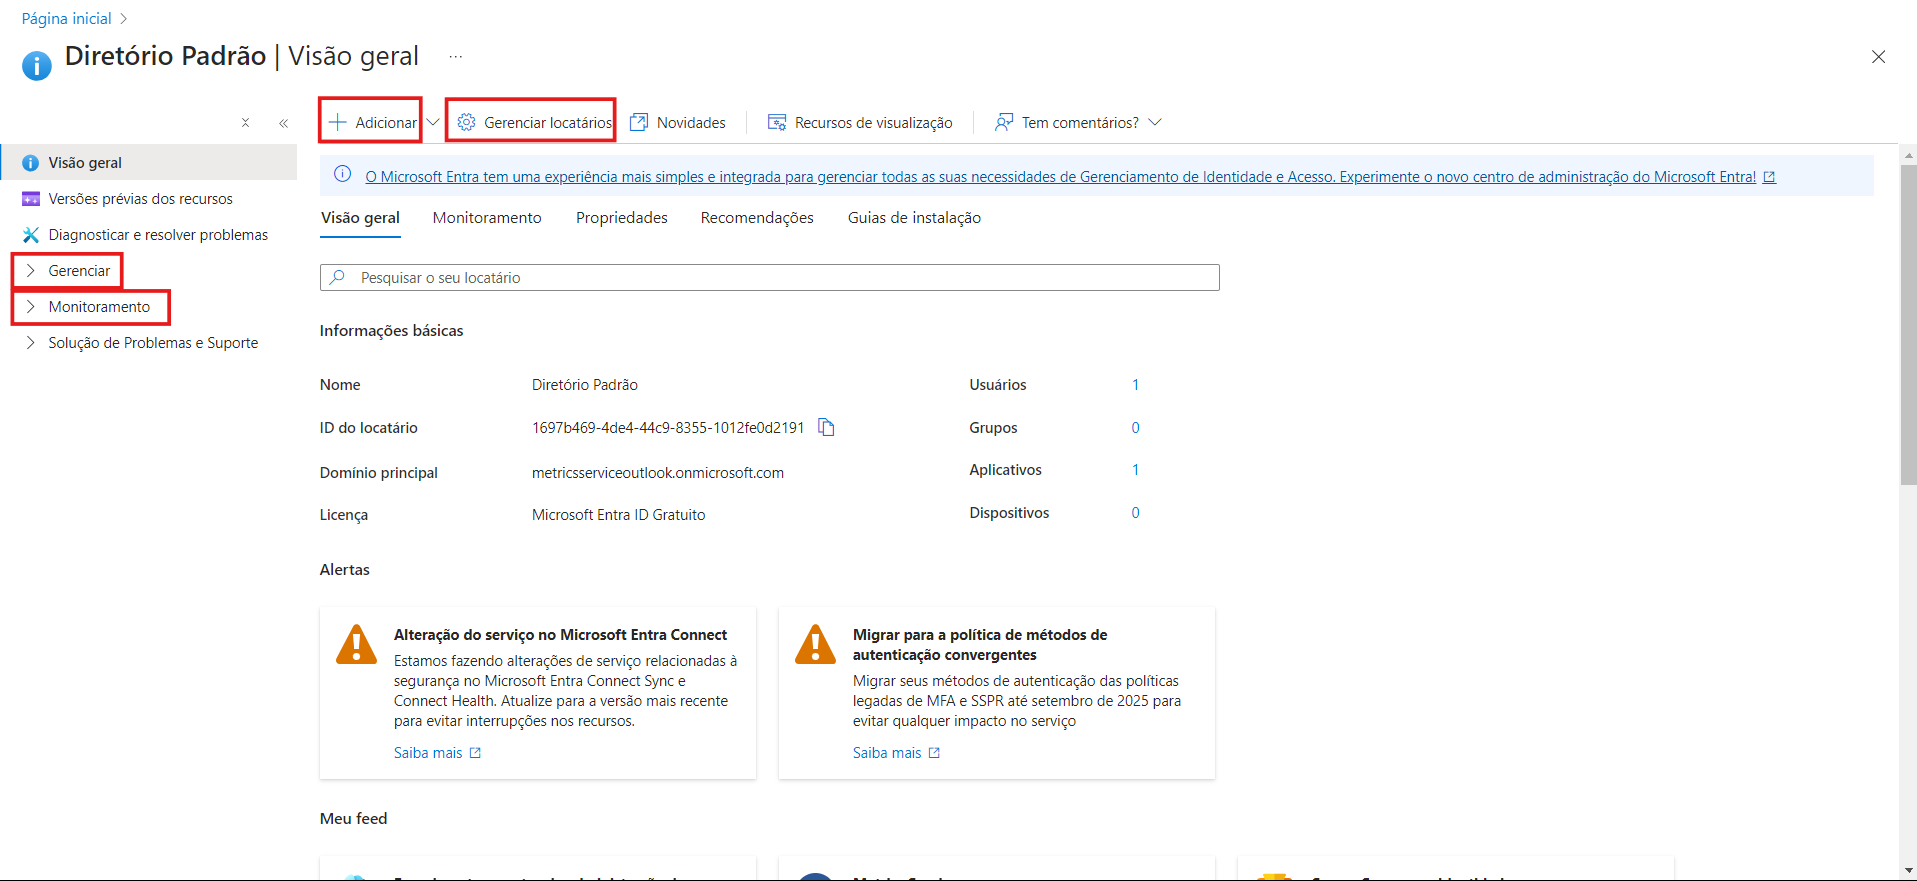 Página inicial
Diretório Padrão | Visão geral ...
Adicionar
Gerenciar locatários
Novidades
Recursos de visualização
Tem comentários?
Visão geral
Versões prévias dos recursos
Diagnosticar e resolver problemas
Gerenciar
Monitoramento
Solução de Problemas e Suporte
O Microsoft Entra tem uma experiência mais simples e integrada para gerenciar todas as suas necessidades de Gerenciamento de Identidade e Acesso. Experimente o novo centro de administração do Microsoft Entra!
Visão geral Monitoramento Propriedades Recomendações Guias de instalação
Pesquisar o seu locatário
Informações básicas
Nome Diretório Padrão Usuários 1
ID do locatário 1697b469-4de4-44c9-8355-1012fe0d2191 Grupos 0
Domínio principal metricsserviceoutlook.onmicrosoft.com Aplicativos 1
Licença Microsoft Entra ID Gratuito Dispositivos 0
Alertas
Alteração do serviço no Microsoft Entra Connect
Estamos fazendo alterações de serviço relacionadas à
segurança no Microsoft Entra Connect Sync e
Connect Health. Atualize para a versão mais recente
para evitar interrupções nos recursos.
Saiba mais
Migrar para a política de métodos de
autenticação convergentes
Migrar seus métodos de autenticação das políticas
legadas de MFA e SSPR até setembro de 2025 para
evitar qualquer impacto no serviço
Saiba mais
Meu feed